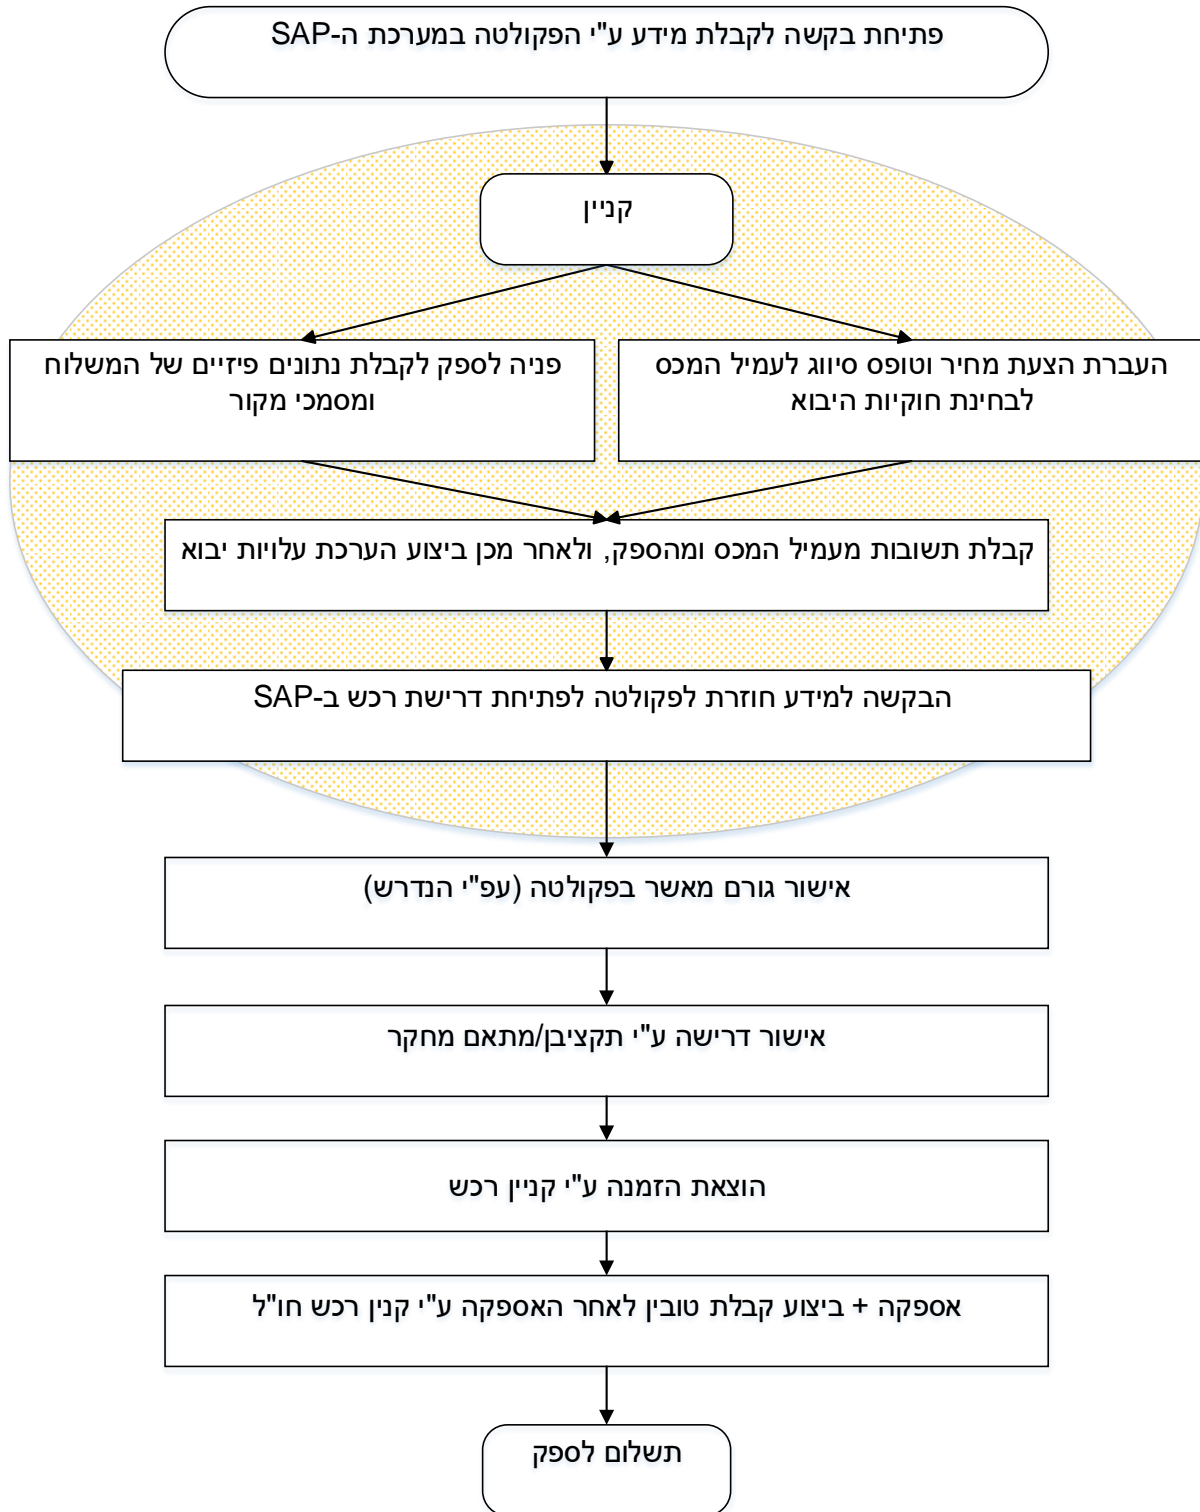 פתיחת בקשה לקבלת מידע ע"י הפקולטה במערכת ה-SAP
קניין
העברת הצעת מחיר וטופס סיווג לעמיל המכס
לבחינת חוקיות היבוא
פניה לספק לקבלת נתונים פיזיים של המשלוח
ומסמכי מקור
קבלת תשובות מעמיל המכס ומהספק, ולאחר מכן ביצוע הערכת עלויות יבוא
הבקשה למידע חוזרת לפקולטה לפתיחת דרישת רכש ב-SAP
אישור גורם מאשר בפקולטה (עפ"י הנדרש)
אישור דרישה ע"י תקציבן/מתאם מחקר
הוצאת הזמנה ע"י קניין רכש
אספקה + ביצוע קבלת טובין לאחר האספקה ע"י קנין רכש חו"ל
תשלום לספק